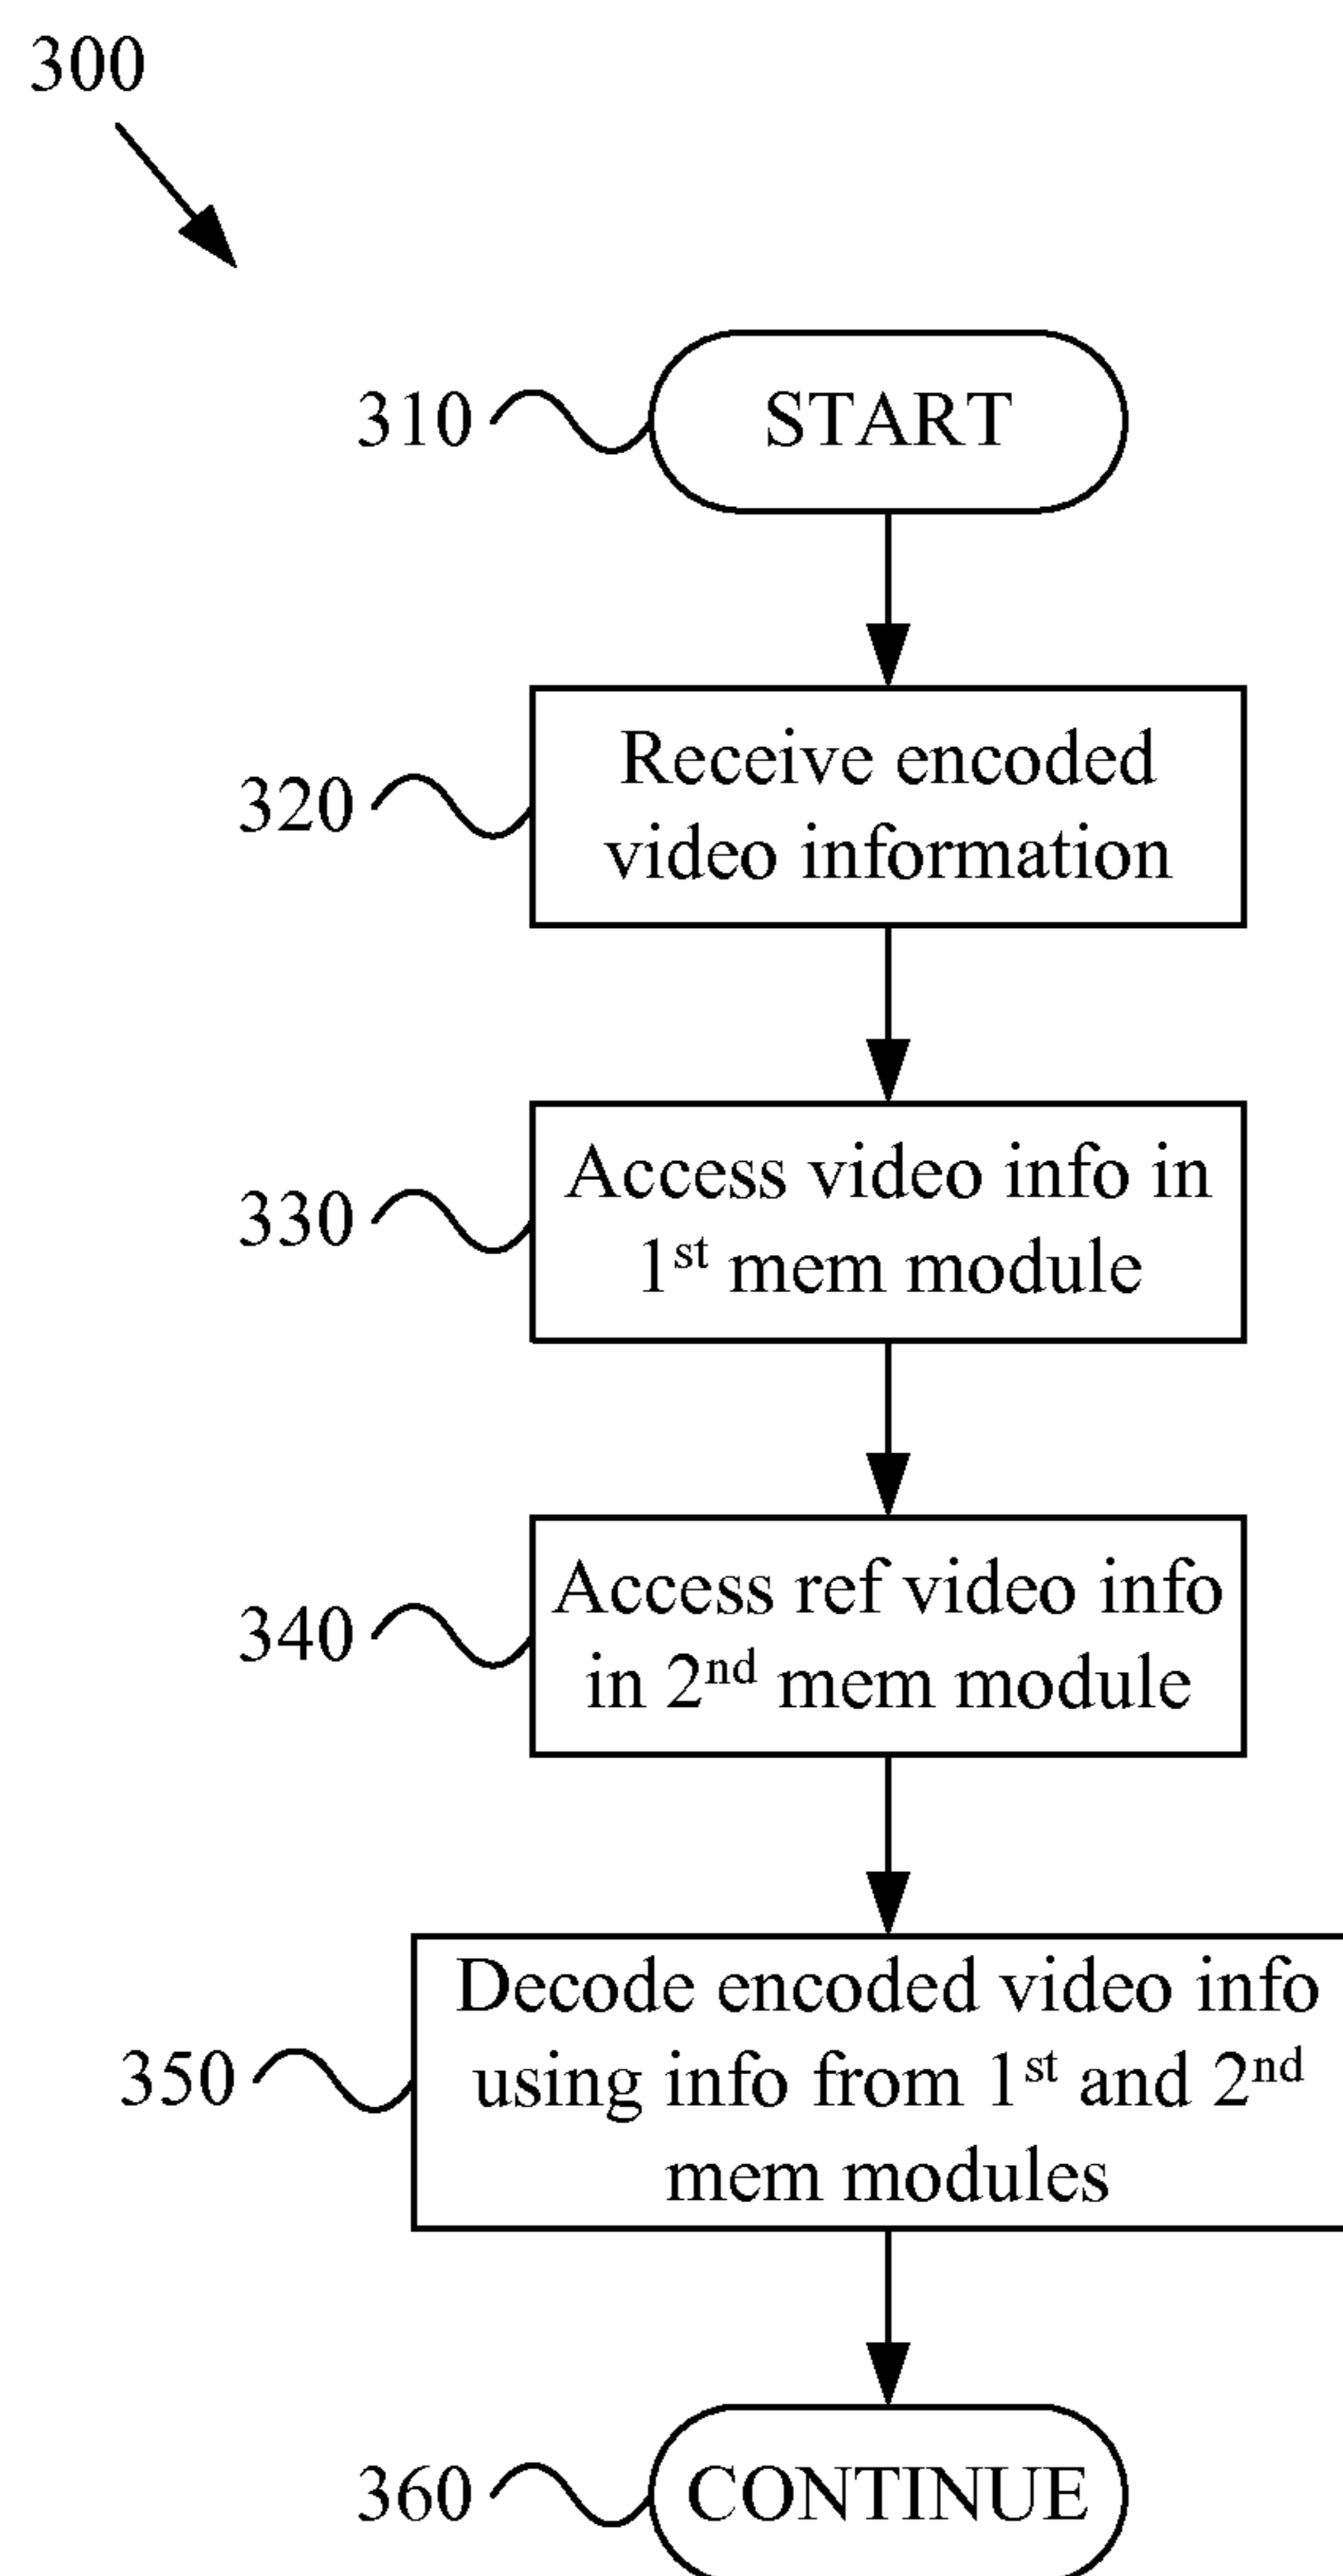 300
310
START
320
Receive encoded
video information
330
Access video info in
1st mem module
340
Access ref video info
in 2nd mem module
350
Decode encoded video info
using info from 1st and 2nd
mem modules
360
CONTINUE